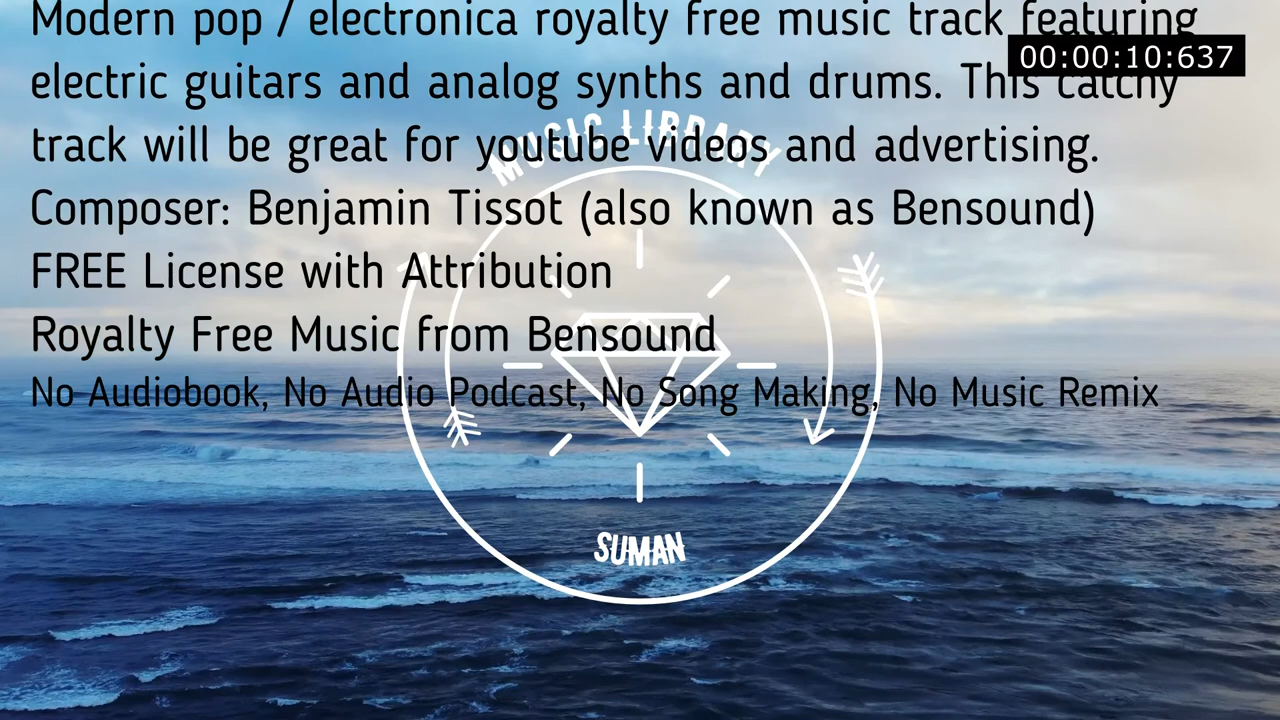 Modern pop / electronica royalty free music track featuring
00:00:10:637
electric guitars and analog synths and drums. This catchy
MUSIC LIBRARY
track will be great for youtube videos and advertising.
Composer: Benjamin Tissot (also known as Bensound)
FREE License with Attribution
Royalty Free Music from Bensound
No Audiobook, No Audio Podcast, No Song Making, No Music Remix
SUMAN